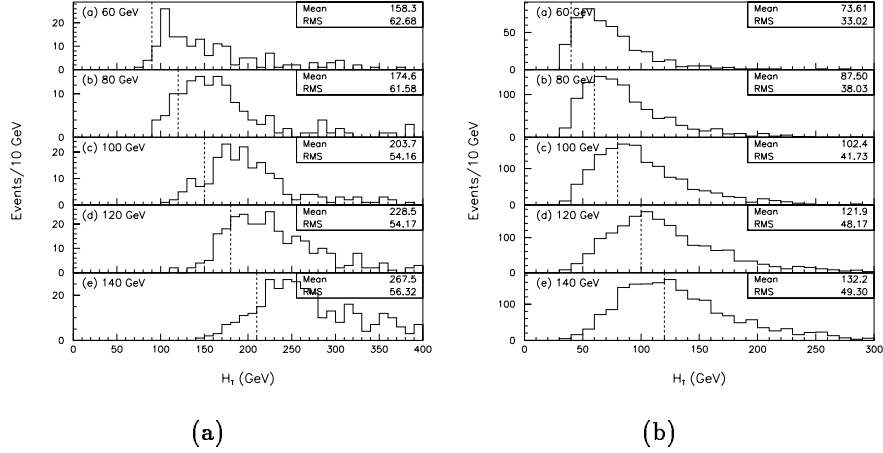 (a) 60 GeV
Mean 158.3
RMS 62.68
20
10
0
(b) 80 GeV
Mean 174.6
RMS 61.58
10
0
(c) 100 GeV
Mean 203.7
RMS 54.16
20
10
0
(d) 120 GeV
Mean 228.5
RMS 54.17
20
10
0
(e) 140 GeV
Mean 267.5
RMS 56.32
20
0
0 50 100 150 200 250 300 350 400
Events/10 GeV
H_T (GeV)
(a)
(a) 60 GeV
Mean 73.61
RMS 33.02
50
0
(b) 80 GeV
Mean 87.50
RMS 38.03
100
0
(c) 100 GeV
Mean 102.4
RMS 41.73
100
0
(d) 120 GeV
Mean 121.9
RMS 48.17
100
0
(e) 140 GeV
Mean 132.2
RMS 49.30
100
0
0 50 100 150 200 250 300
Events/10 GeV
H_T (GeV)
(b)